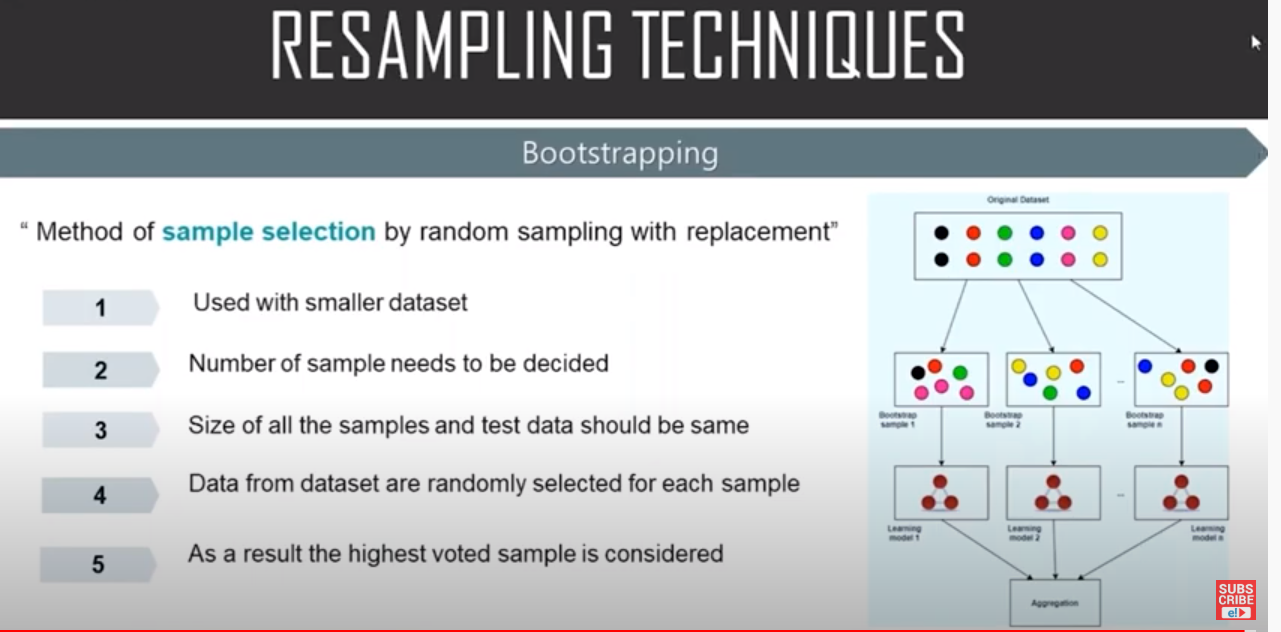 RESAMPLING TECHNIQUES
Bootstrapping
“ Method of sample selection by random sampling with replacement”
1 Used with smaller dataset
2 Number of sample needs to be decided
3 Size of all the samples and test data should be same
4 Data from dataset are randomly selected for each sample
5 As a result the highest voted sample is considered
Original Dataset
...
Bootstrap
sample 1
Bootstrap
sample 2
Bootstrap
sample n
...
Learning
model 1
Learning
model 2
Learning
model n
Aggregation
SUBS
CRIBE
e!